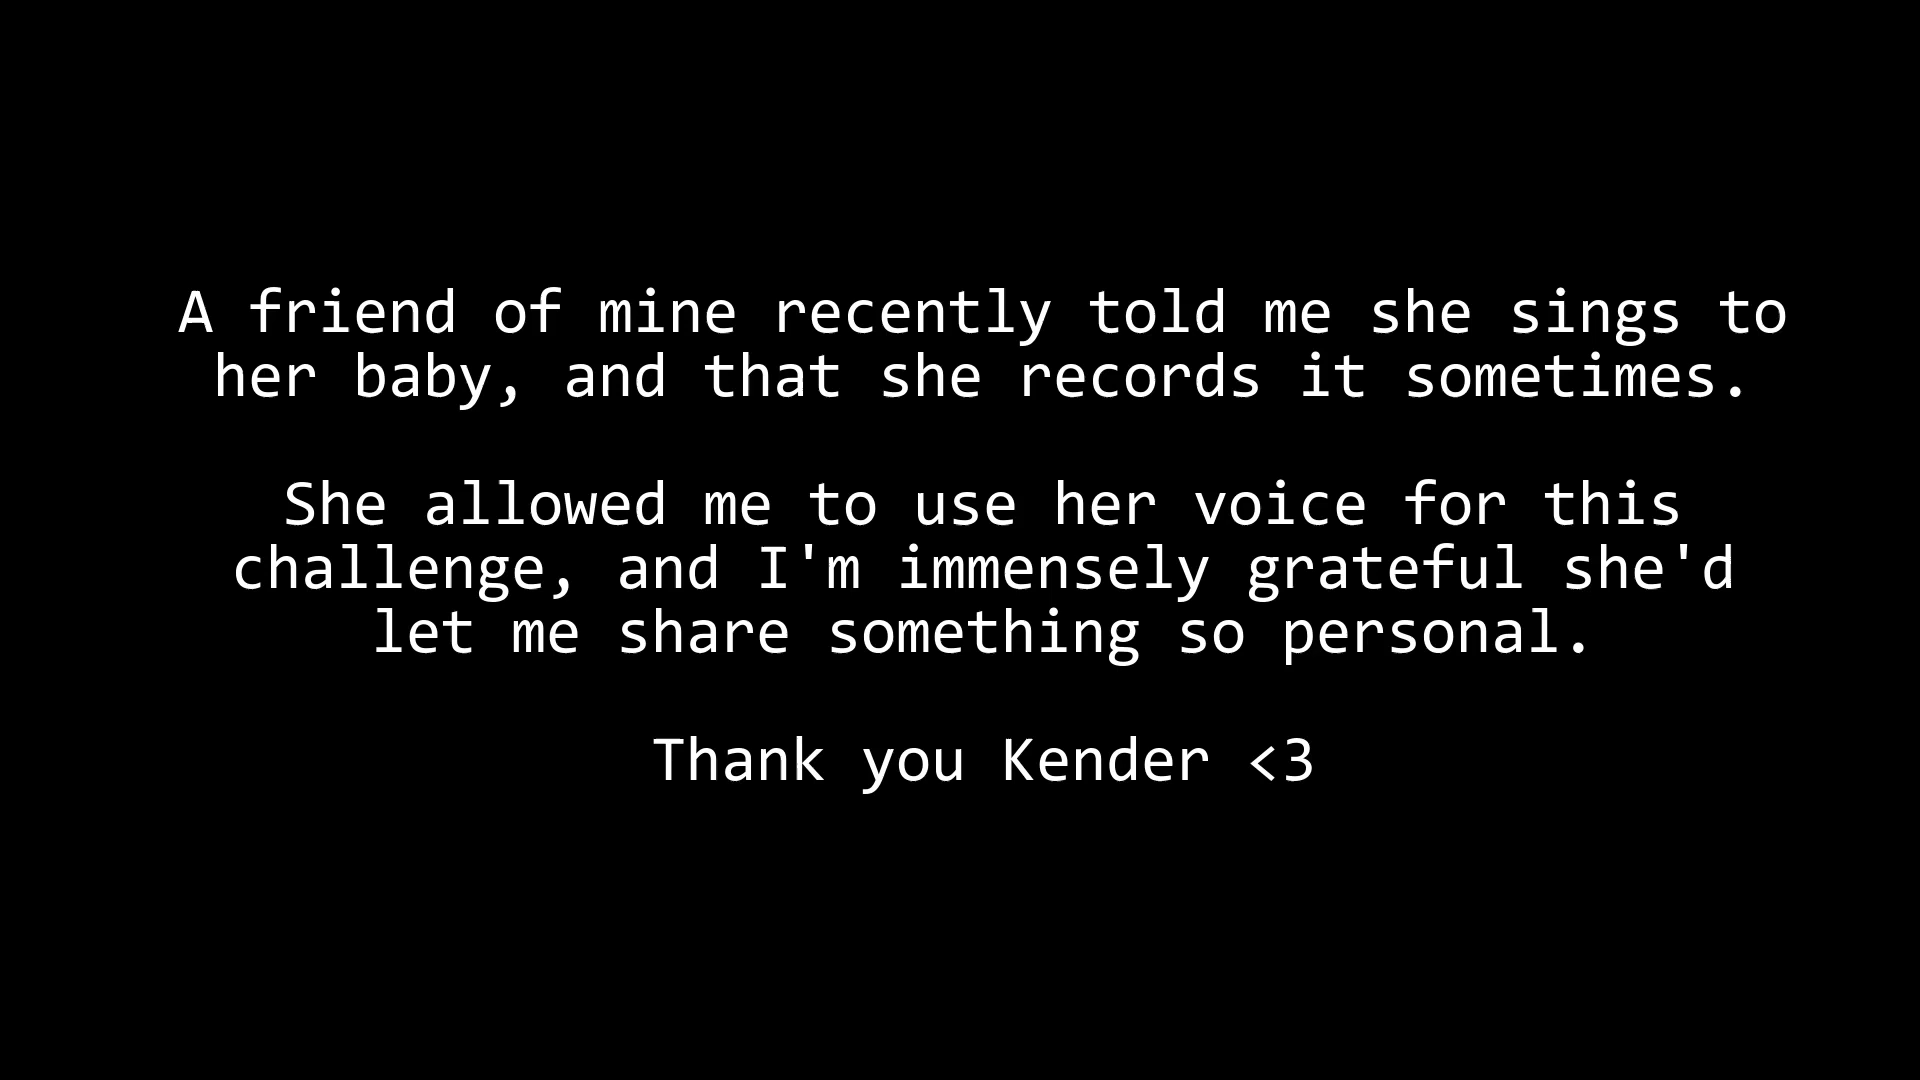 A friend of mine recently told me she sings to
her baby, and that she records it sometimes.
She allowed me to use her voice for this
challenge, and I'm immensely grateful she'd
let me share something so personal.
Thank you Kender <3